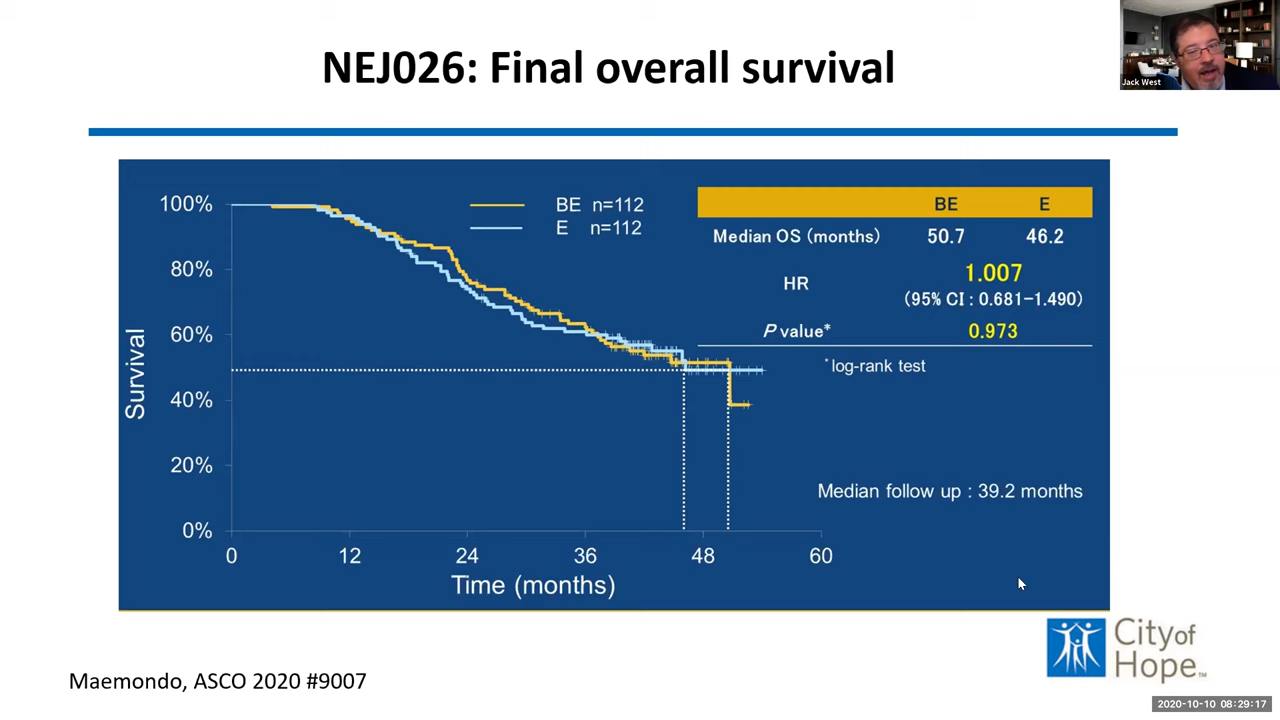 NEJ026: Final overall survival
Jack West
BE n=112
E n=112
BE E
Median OS (months) 50.7 46.2
HR 1.007
(95% CI : 0.681–1.490)
P value* 0.973
*log-rank test
Median follow up : 39.2 months
Survival
100%
80%
60%
40%
20%
0%
0 12 24 36 48 60
Time (months)
City of
Hope™
Maemondo, ASCO 2020 #9007
2020-10-10 08:29:17